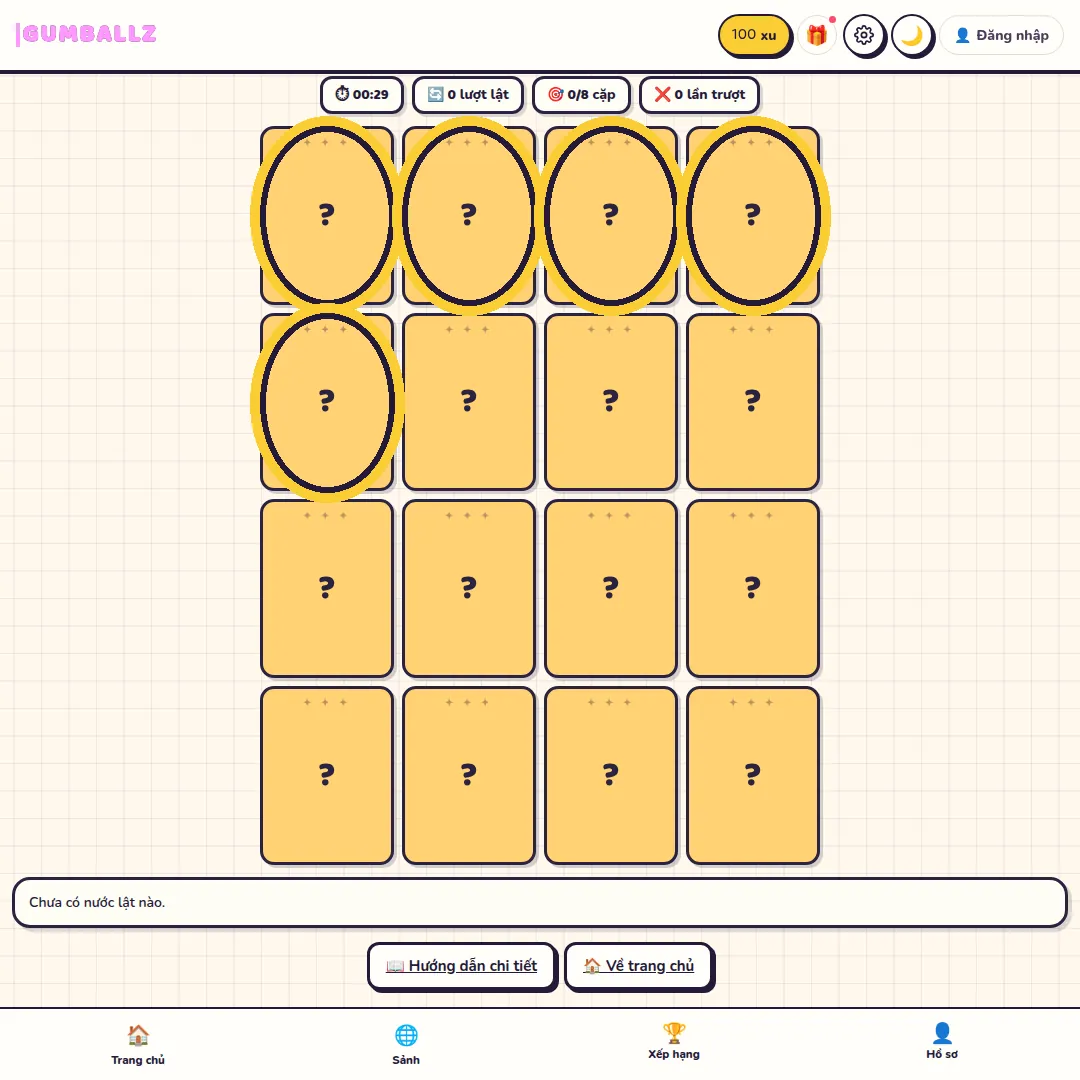 GUMBALLZ
100 xu
Đăng nhập
00:29
0 lượt lật
0/8 cặp
0 lần trượt
? ? ? ?
? ? ? ?
? ? ? ?
? ? ? ?
Chưa có nước lật nào.
Hướng dẫn chi tiết
Về trang chủ
Trang chủ
Sảnh
Xếp hạng
Hồ sơ